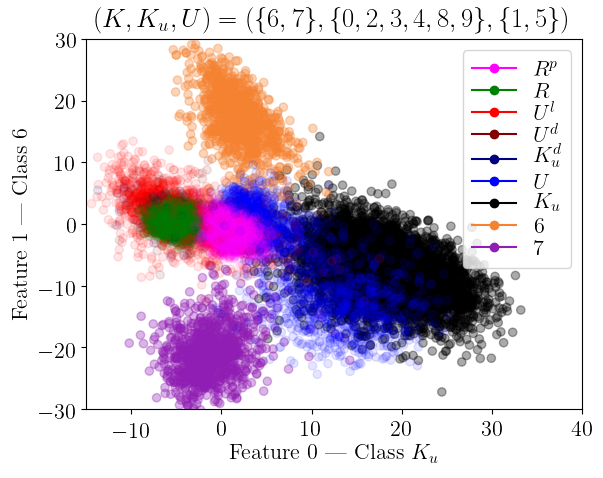 (K, K_u, U) = ({6, 7}, {0, 2, 3, 4, 8, 9}, {1, 5})
30
20
10
0
−10
−20
−30
Feature 1 — Class 6
R^p
R
U^l
U^d
K_u^d
U
K_u
6
7
−10
0
10
20
30
40
Feature 0 — Class K_u